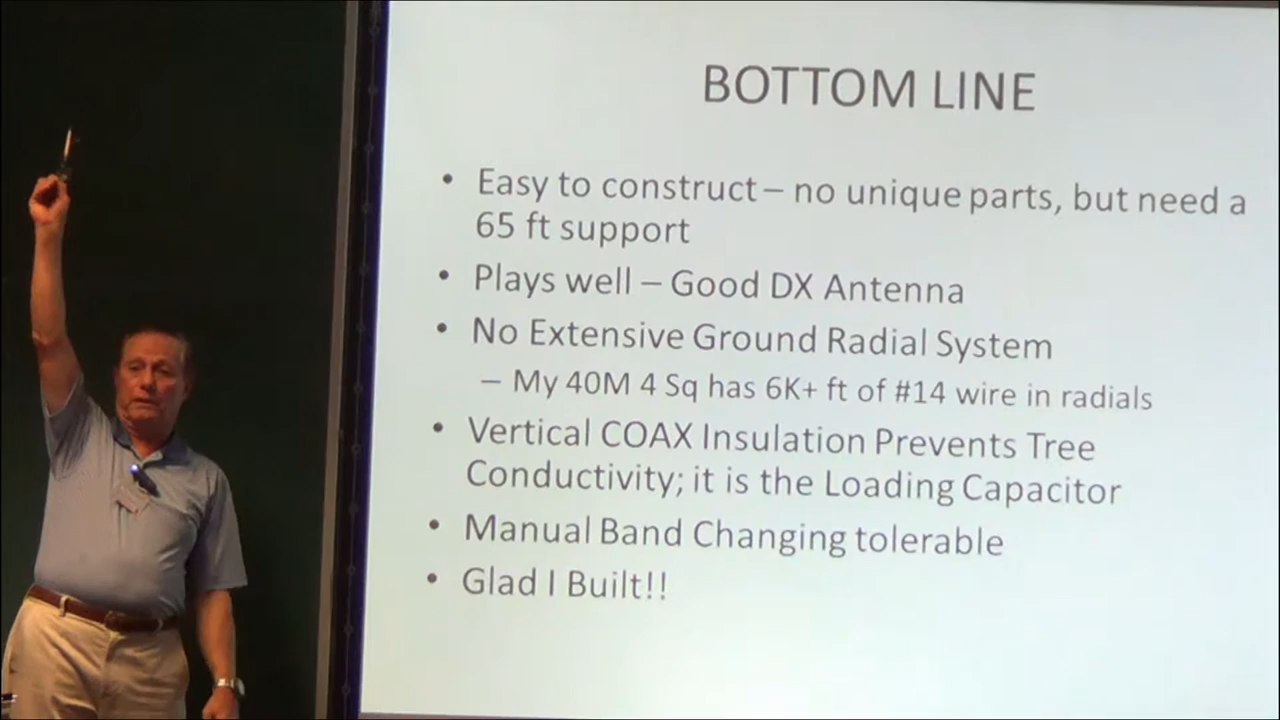 BOTTOM LINE
• Easy to construct – no unique parts, but need a
65 ft support
• Plays well – Good DX Antenna
• No Extensive Ground Radial System
– My 40M 4 Sq has 6K+ ft of #14 wire in radials
• Vertical COAX Insulation Prevents Tree
Conductivity; it is the Loading Capacitor
• Manual Band Changing tolerable
• Glad I Built!!